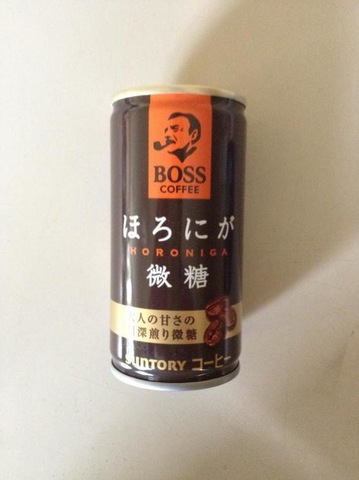 BOSS
COFFEE
ほろにが
HORONIGA
微糖
大人の甘さの
深煎り微糖
SUNTORY コーヒー